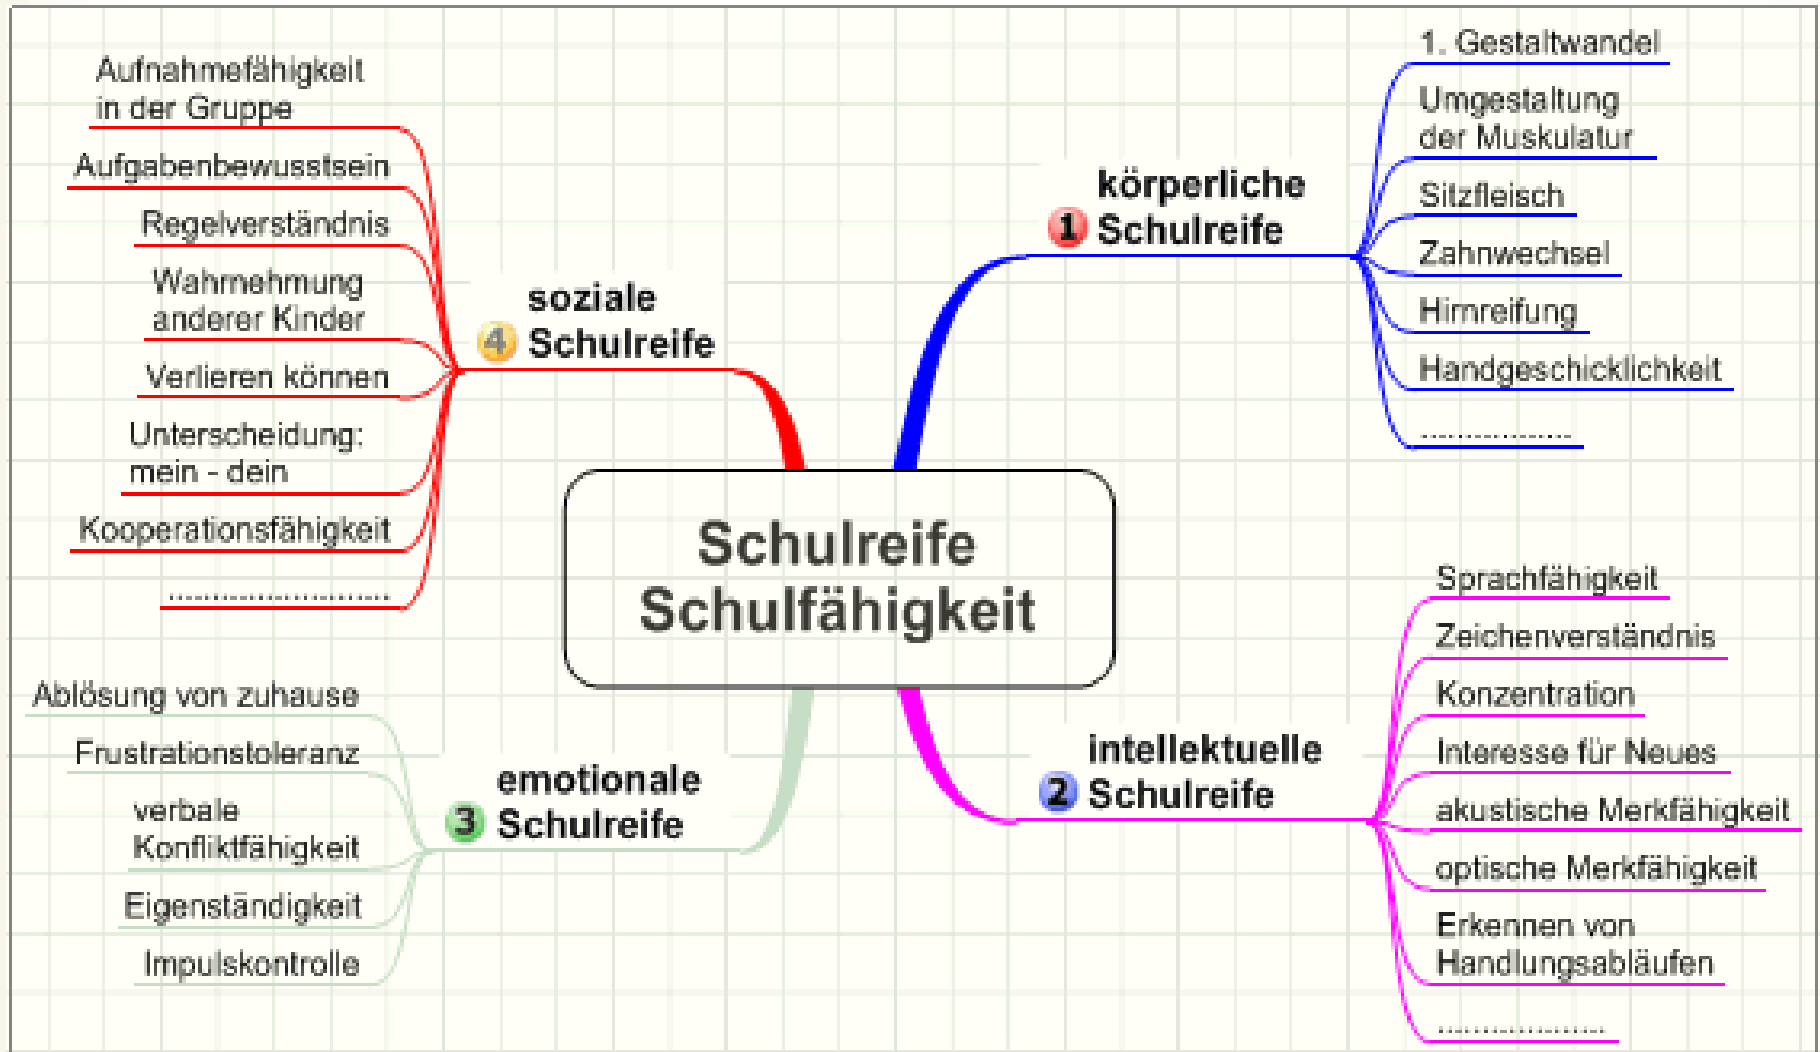 Schulreife
Schulfähigkeit
1
körperliche
Schulreife
1. Gestaltwandel
Umgestaltung
der Muskulatur
Sitzfleisch
Zahnwechsel
Hirnreifung
Handgeschicklichkeit
..................
2
intellektuelle
Schulreife
Sprachfähigkeit
Zeichenverständnis
Konzentration
Interesse für Neues
akustische Merkfähigkeit
optische Merkfähigkeit
Erkennen von
Handlungsabläufen
....................
3
emotionale
Schulreife
Ablösung von zuhause
Frustrationstoleranz
verbale
Konfliktfähigkeit
Eigenständigkeit
Impulskontrolle
4
soziale
Schulreife
Aufnahmefähigkeit
in der Gruppe
Aufgabenbewusstsein
Regelverständnis
Wahrnehmung
anderer Kinder
Verlieren können
Unterscheidung:
mein - dein
Kooperationsfähigkeit
..........................